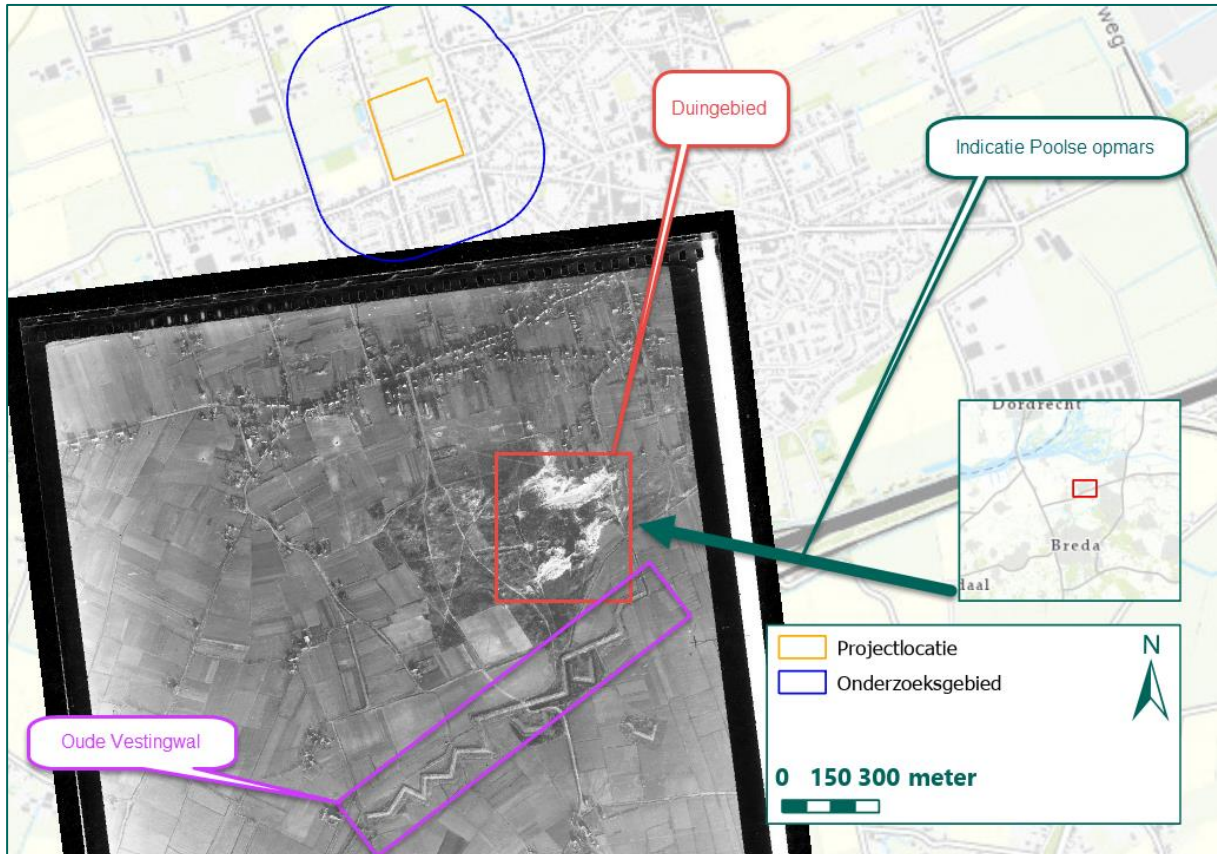 weg
Duingebied
Indicatie Poolse opmars
Dordrecht
Breda
daal
Oude Vestingwal
Projectlocatie
Onderzoeksgebied
N
0 150 300 meter